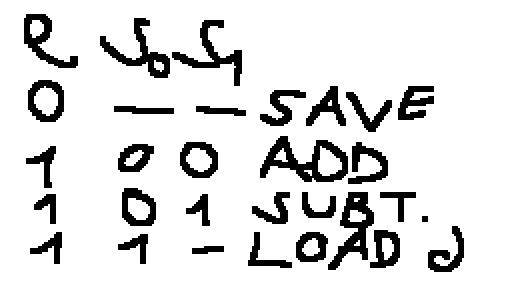 e S0 S1
0 — — SAVE
1 0 0 ADD
1 0 1 SUBT.
1 1 — LOAD J